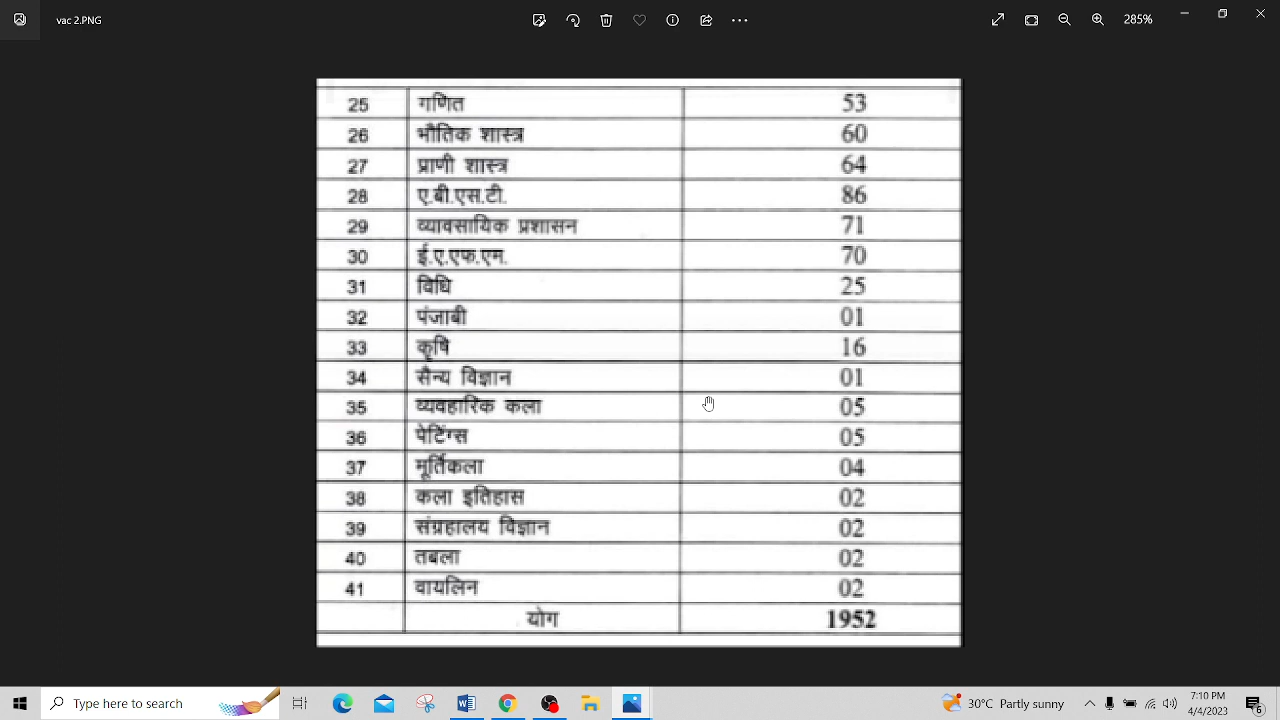 vac 2.PNG
285%
25 गणित 53
26 भौतिक शास्त्र 60
27 प्राणी शास्त्र 64
28 ए.बी.एस.टी. 86
29 व्यावसायिक प्रशासन 71
30 ई.ए.एफ.एम. 70
31 विधि 25
32 पंजाबी 01
33 कृषि 16
34 सैन्य विज्ञान 01
35 व्यवहारिक कला 05
36 पेटिंग्स 05
37 मूर्तिकला 04
38 कला इतिहास 02
39 संग्रहालय विज्ञान 02
40 तबला 02
41 वायलिन 02
योग 1952
Type here to search
30°C Partly sunny
7:10 PM
4/4/2023
6